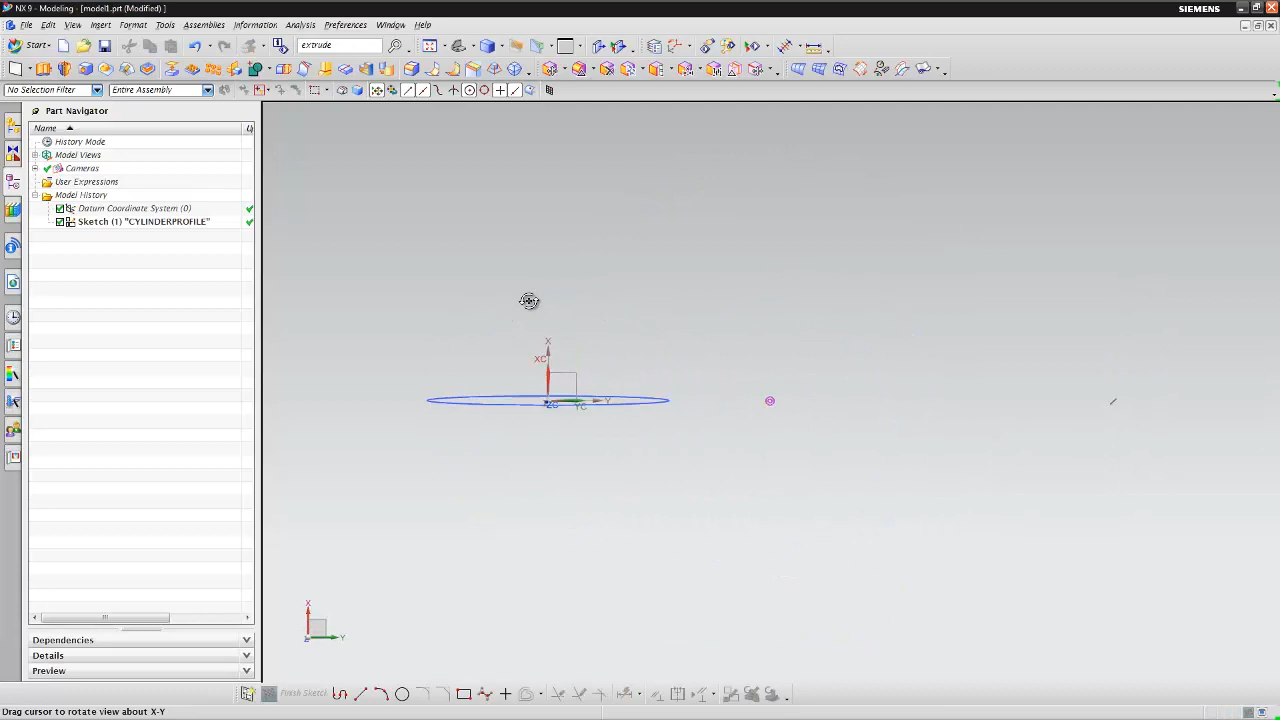 NX 9 - Modeling - [model1.prt (Modified) ]
SIEMENS
File Edit View Insert Format Tools Assemblies Information Analysis Preferences Window Help
Start extrude
No Selection Filter Entire Assembly
Part Navigator
Name
History Mode
Model Views
Cameras
User Expressions
Model History
Datum Coordinate System (0)
Sketch (1) "CYLINDERPROFILE"
X
XC
Y
ZC YC
X
Z Y
Dependencies
Details
Preview
Finish Sketch
Drag cursor to rotate view about X-Y